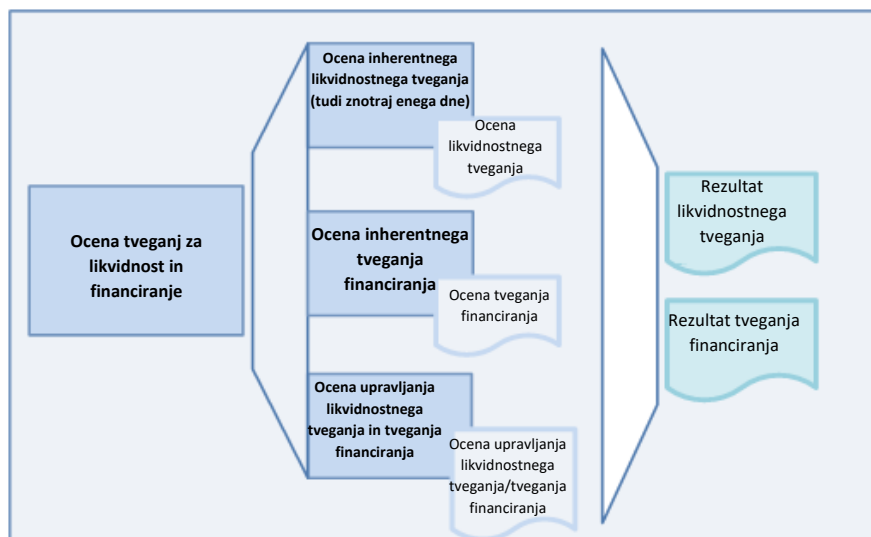 Ocena tveganj za
likvidnost in
financiranje
Ocena inherentnega
likvidnostnega tveganja
(tudi znotraj enega dne)
Ocena
likvidnostnega
tveganja
Ocena inherentnega
tveganja
financiranja
Ocena tveganja
financiranja
Ocena upravljanja
likvidnostnega
tveganja in tveganja
financiranja
Ocena upravljanja
likvidnostnega
tveganja/tveganja
financiranja
Rezultat
likvidnostnega
tveganja
Rezultat tveganja
financiranja